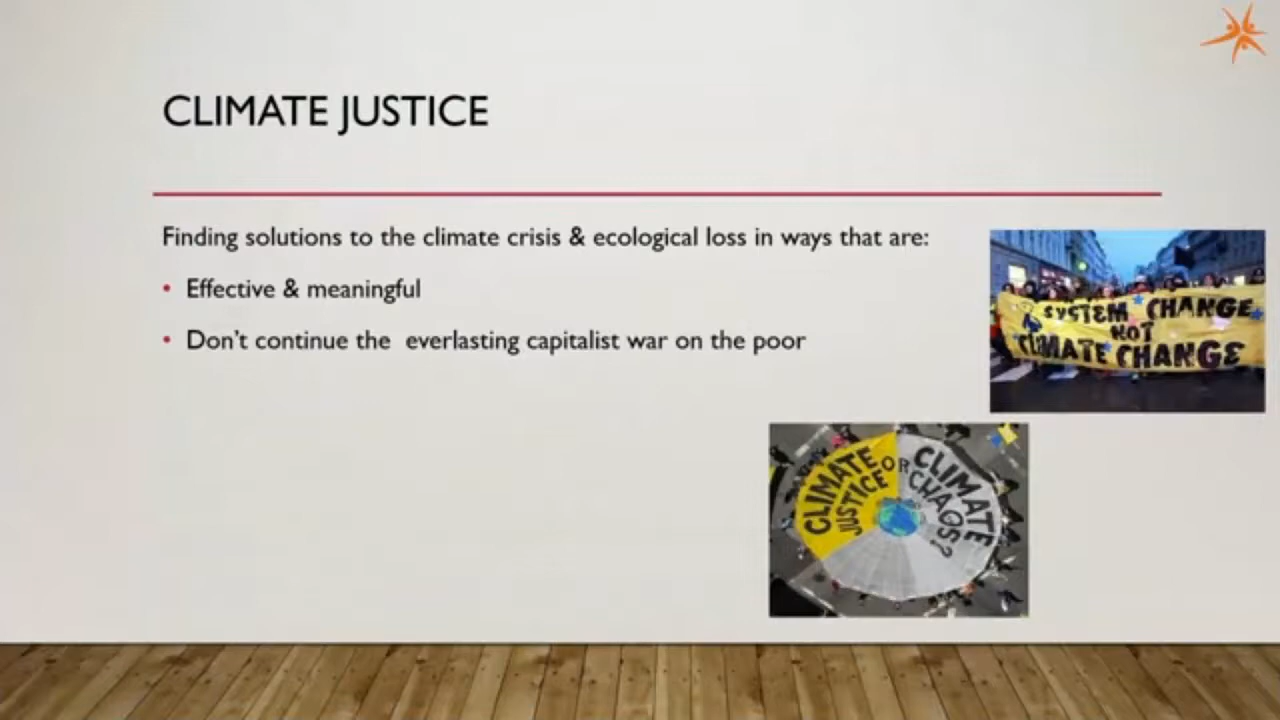 CLIMATE JUSTICE
Finding solutions to the climate crisis & ecological loss in ways that are:
• Effective & meaningful
• Don't continue the  everlasting capitalist war on the poor
SYSTEM CHANGE
NOT
CLIMATE CHANGE
CLIMATE
JUSTICE
OR
CLIMATE
CHAOS?